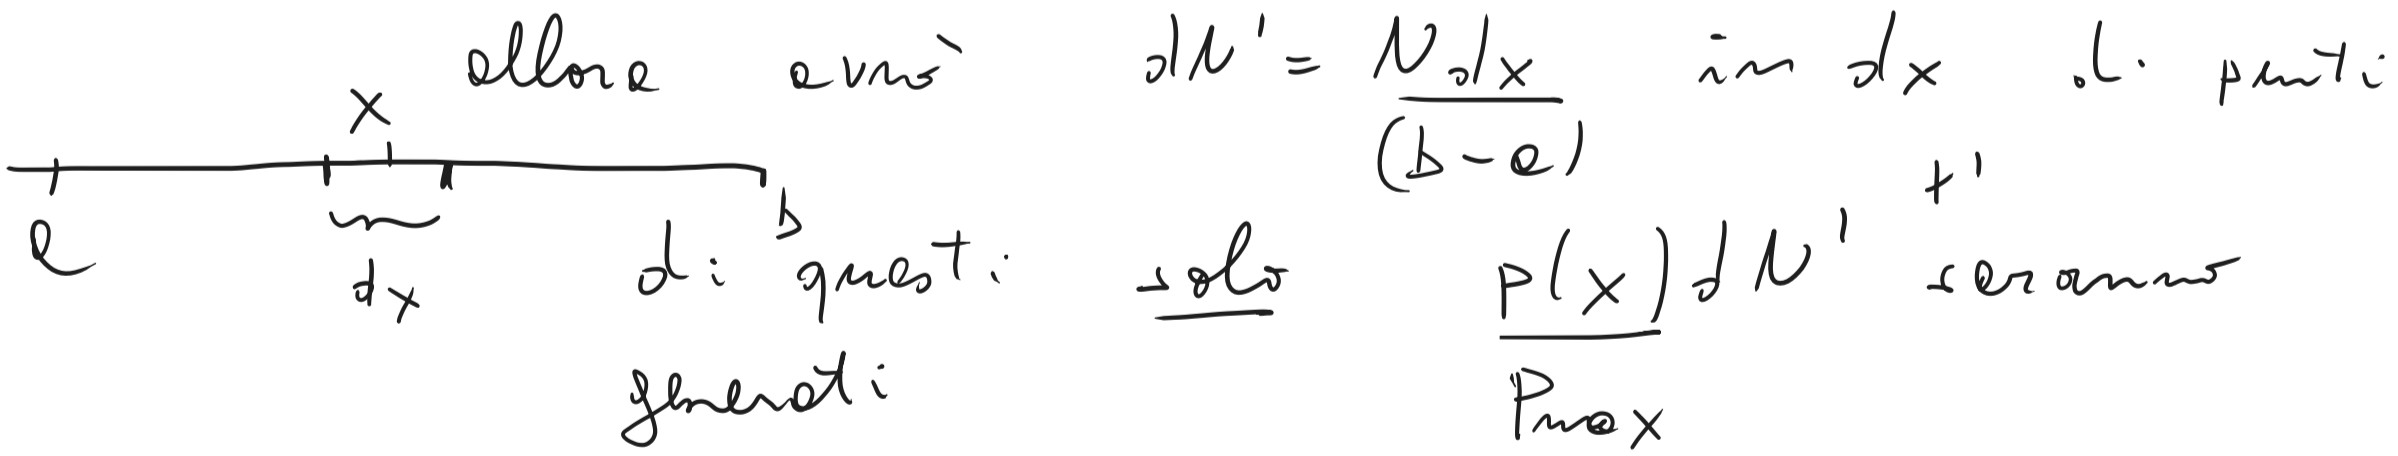 allora avrò dN' = N dx / (b-a) in dx di punti t'
x
a b
dx
di questi solo p(x) dN' / Pmax saranno
generati